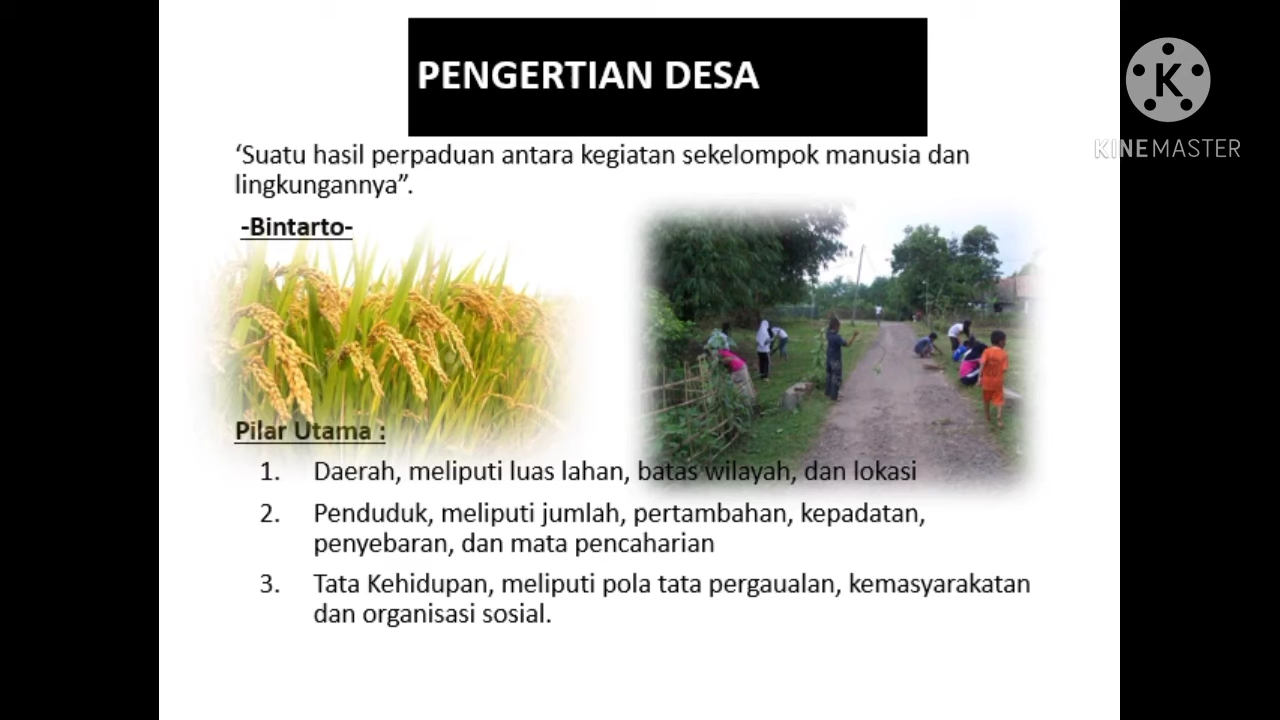 PENGERTIAN DESA
‘Suatu hasil perpaduan antara kegiatan sekelompok manusia dan
lingkungannya”.
-Bintarto-
Pilar Utama :
1. Daerah, meliputi luas lahan, batas wilayah, dan lokasi
2. Penduduk, meliputi jumlah, pertambahan, kepadatan,
penyebaran, dan mata pencaharian
3. Tata Kehidupan, meliputi pola tata pergaualan, kemasyarakatan
dan organisasi sosial.
K
KINEMASTER